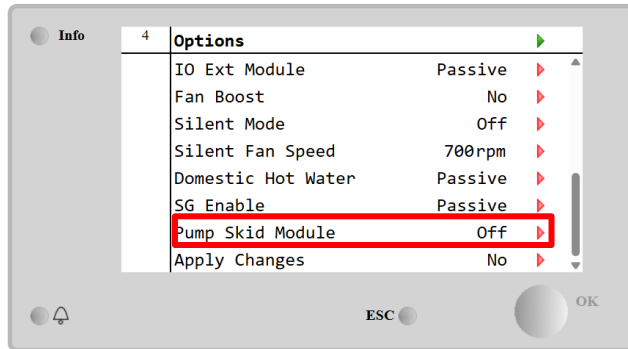 Info
4 Options
IO Ext Module Passive
Fan Boost No
Silent Mode Off
Silent Fan Speed 700rpm
Domestic Hot Water Passive
SG Enable Passive
Pump Skid Module Off
Apply Changes No
ESC
OK